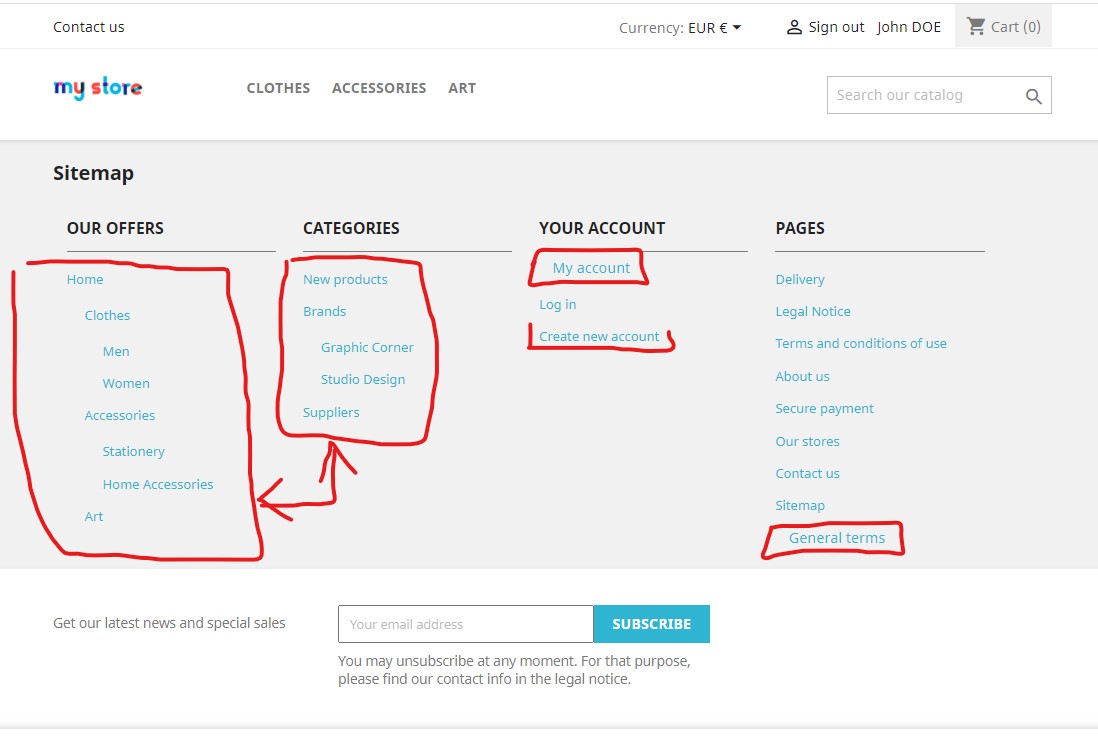 Contact us
Currency: EUR €
Sign out
John DOE
Cart (0)
my store
CLOTHES
ACCESSORIES
ART
Search our catalog
Sitemap
OUR OFFERS
Home
Clothes
Men
Women
Accessories
Stationery
Home Accessories
Art
CATEGORIES
New products
Brands
Graphic Corner
Studio Design
Suppliers
YOUR ACCOUNT
My account
Log in
Create new account
PAGES
Delivery
Legal Notice
Terms and conditions of use
About us
Secure payment
Our stores
Contact us
Sitemap
General terms
Get our latest news and special sales
Your email address
SUBSCRIBE
You may unsubscribe at any moment. For that purpose,
please find our contact info in the legal notice.